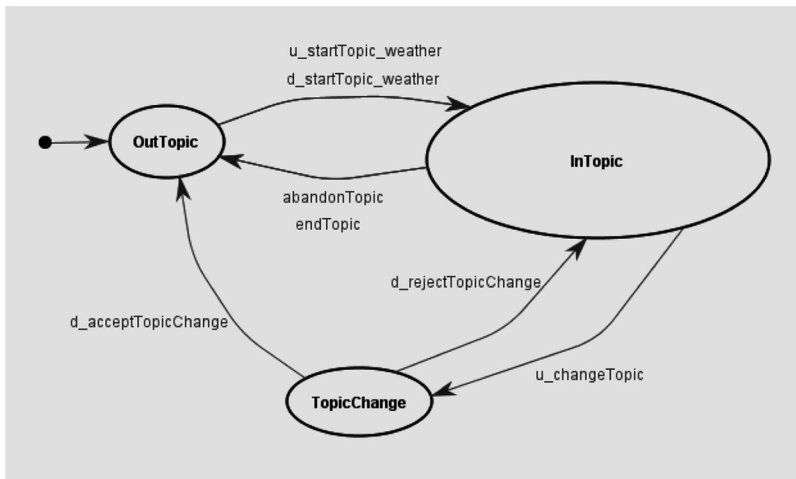 u_startTopic_weather
d_startTopic_weather
OutTopic
InTopic
abandonTopic
endTopic
d_rejectTopicChange
d_acceptTopicChange
u_changeTopic
TopicChange